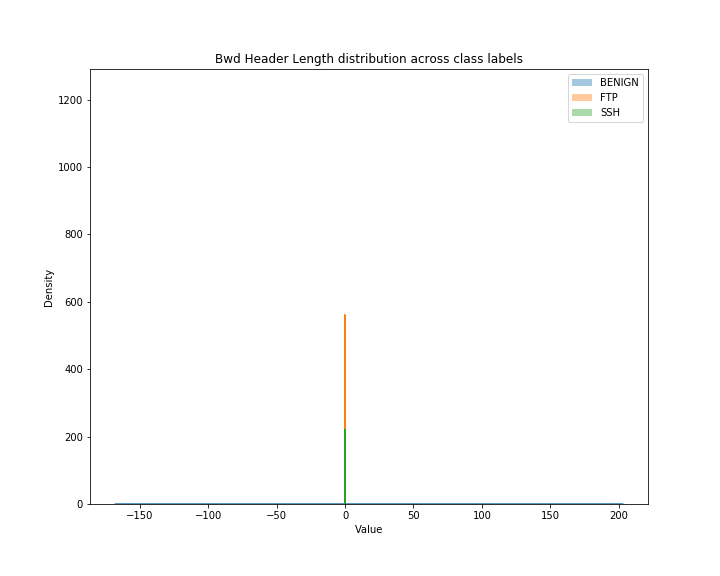 Bwd Header Length distribution across class labels
BENIGN
FTP
SSH
1200
1000
800
600
400
200
0
Density
−150
−100
−50
0
50
100
150
200
Value